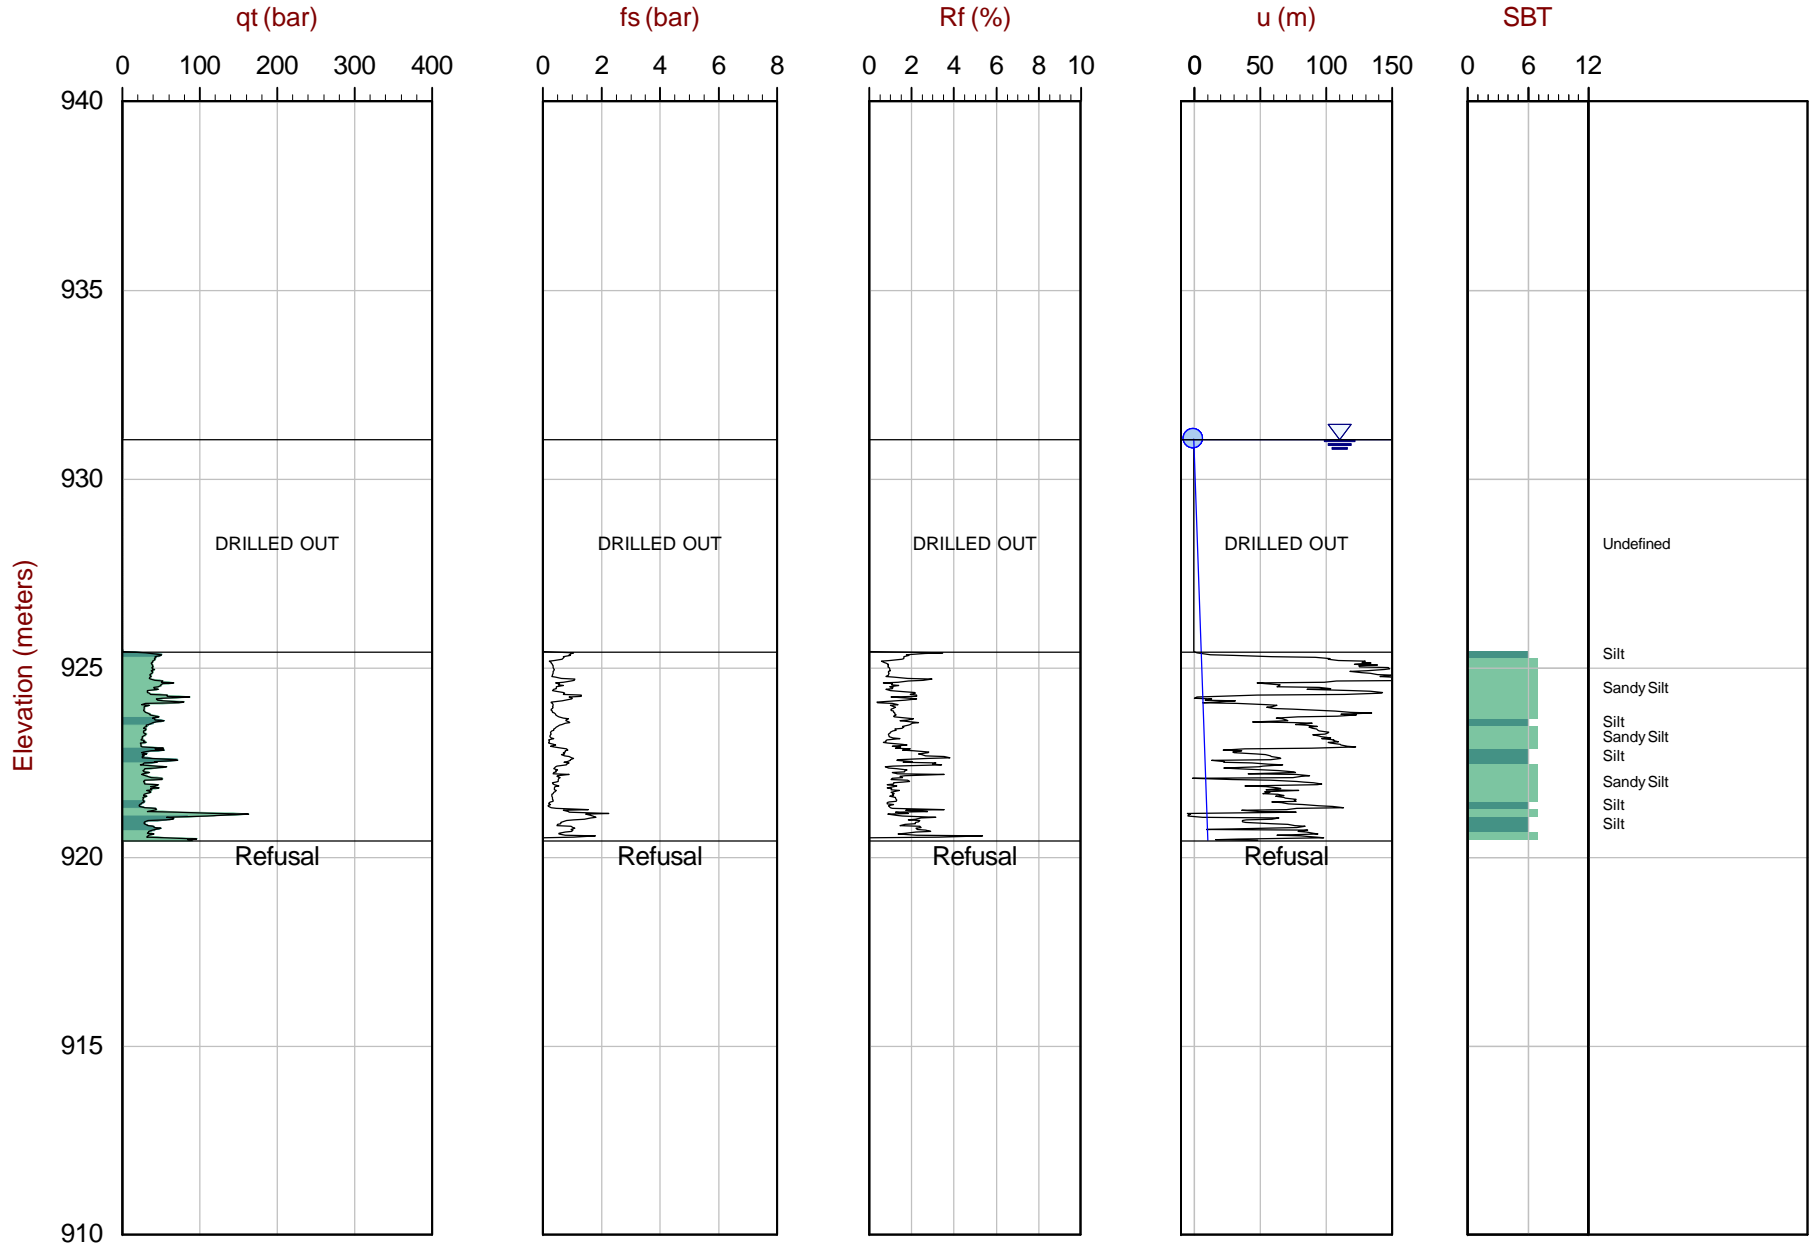 qt (bar) fs (bar) Rf (%) u (m) SBT
0 100 200 300 400 0 2 4 6 8 0 2 4 6 8 10 0 50 100 150 0 6 12
940
935
930
DRILLED OUT DRILLED OUT DRILLED OUT DRILLED OUT Undefined
Elevation (meters)
Silt
925
Sandy Silt
Silt
Sandy Silt
Silt
Sandy Silt
Silt
Silt
920 Refusal Refusal Refusal Refusal
915
910